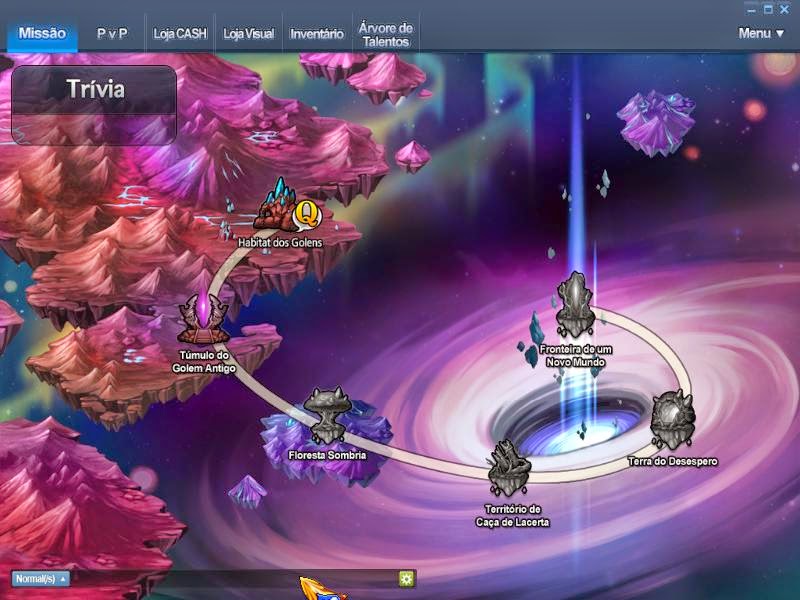 Missão
P v P
Loja CASH
Loja Visual
Inventário
Árvore de
Talentos
Menu ▼
Trívia
Q
Habitat dos Golens
Túmulo do
Golem Antigo
Fronteira de um
Novo Mundo
Floresta Sombria
Terra do Desespero
Território de
Caça de Lacerta
Normal(/s) ▲